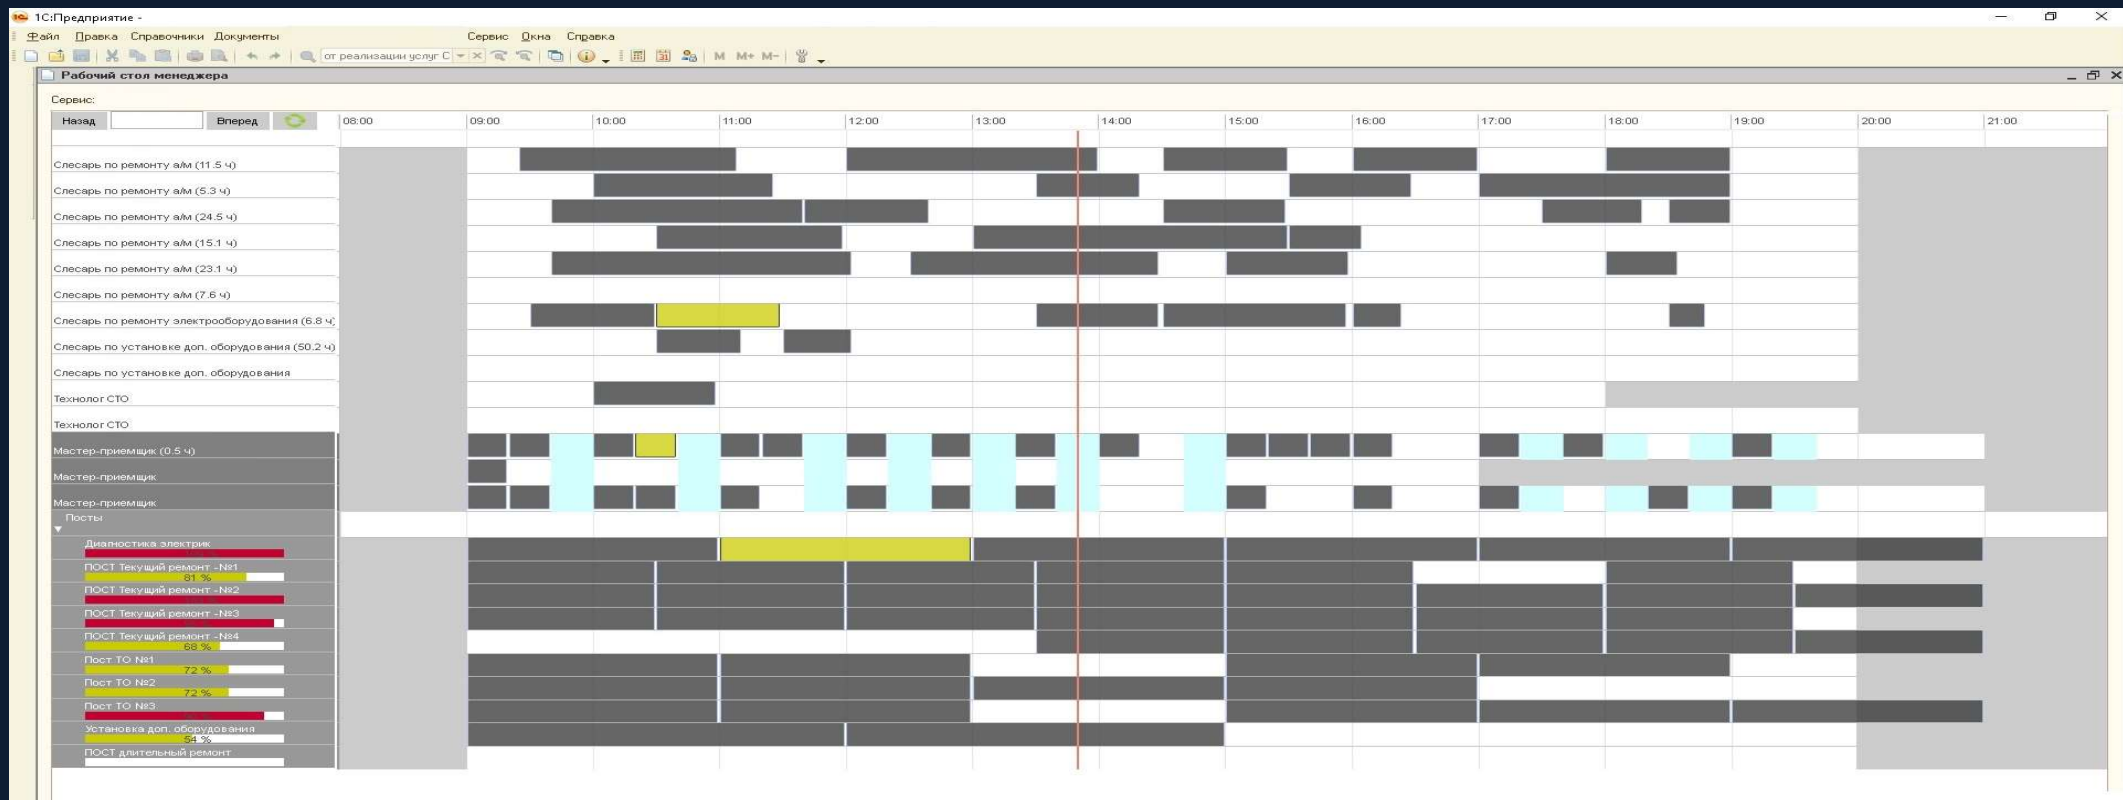 1С:Предприятие -
Файл Правка Справочники Документы Сервис Окна Справка
от реализации услуг С
31 M M+ M-
Рабочий стол менеджера
Сервис:
Назад Вперед 08:00 09:00 10:00 11:00 12:00 13:00 14:00 15:00 16:00 17:00 18:00 19:00 20:00 21:00
Слесарь по ремонту а/м (11.5 ч)
Слесарь по ремонту а/м (5.3 ч)
Слесарь по ремонту а/м (24.5 ч)
Слесарь по ремонту а/м (15.1 ч)
Слесарь по ремонту а/м (23.1 ч)
Слесарь по ремонту а/м (7.6 ч)
Слесарь по ремонту электрооборудования (6.8 ч)
Слесарь по установке доп. оборудования (50.2 ч)
Слесарь по установке доп. оборудования
Технолог СТО
Технолог СТО
Мастер-приемщик (0.5 ч)
Мастер-приемщик
Мастер-приемщик
Посты
Диагностика электрик
ПОСТ Текущий ремонт -№1
81 %
ПОСТ Текущий ремонт -№2
ПОСТ Текущий ремонт -№3
ПОСТ Текущий ремонт -№4
68 %
Пост ТО №1
72 %
Пост ТО №2
72 %
Пост ТО №3
Установка доп. оборудования
54 %
ПОСТ длительный ремонт